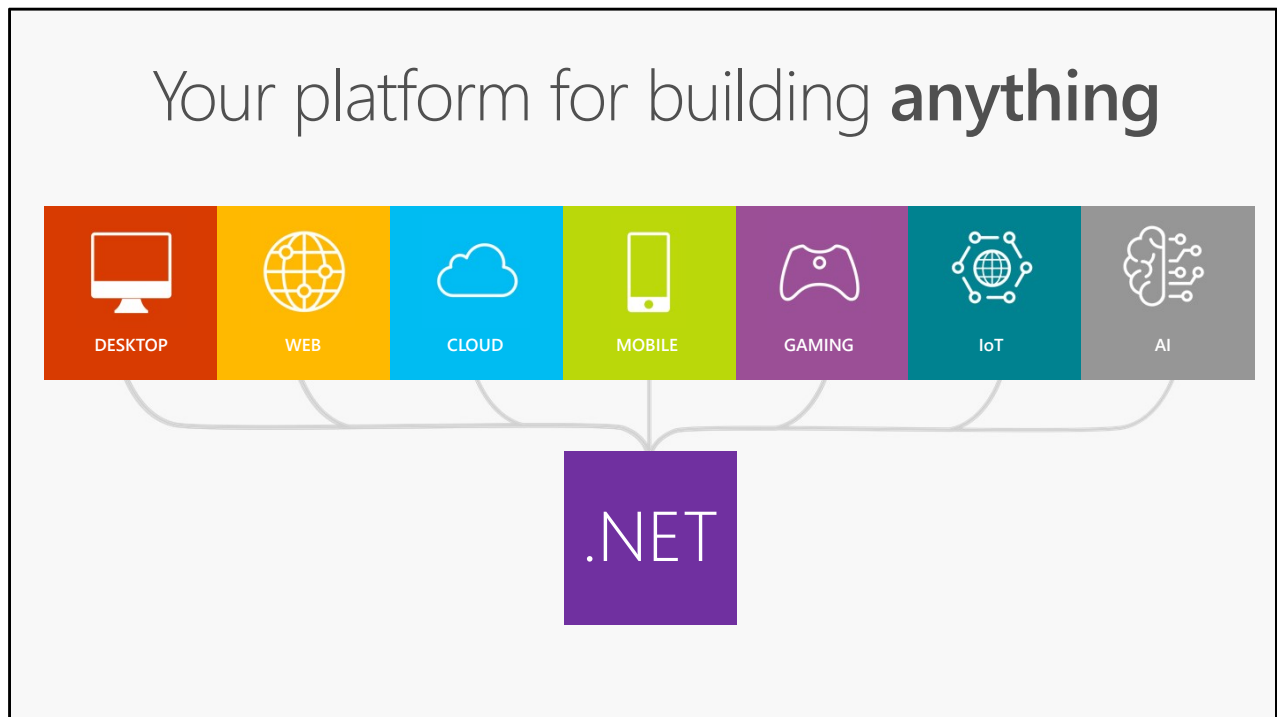 Your platform for building anything
DESKTOP
WEB
CLOUD
MOBILE
GAMING
IoT
AI
.NET